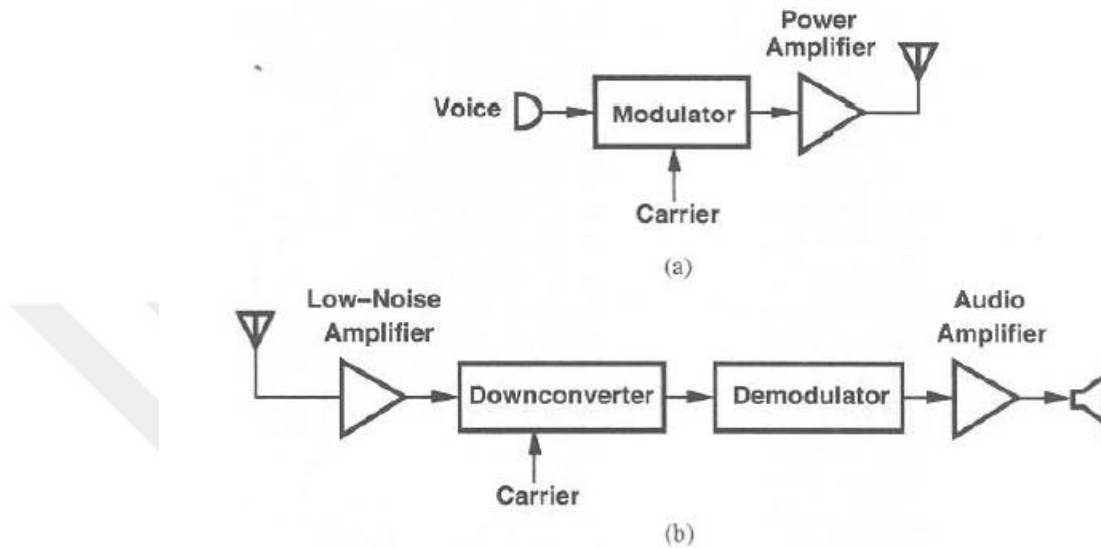 Power
Amplifier
Voice
Modulator
Carrier
(a)
Low-Noise
Amplifier
Audio
Amplifier
Downconverter
Demodulator
Carrier
(b)